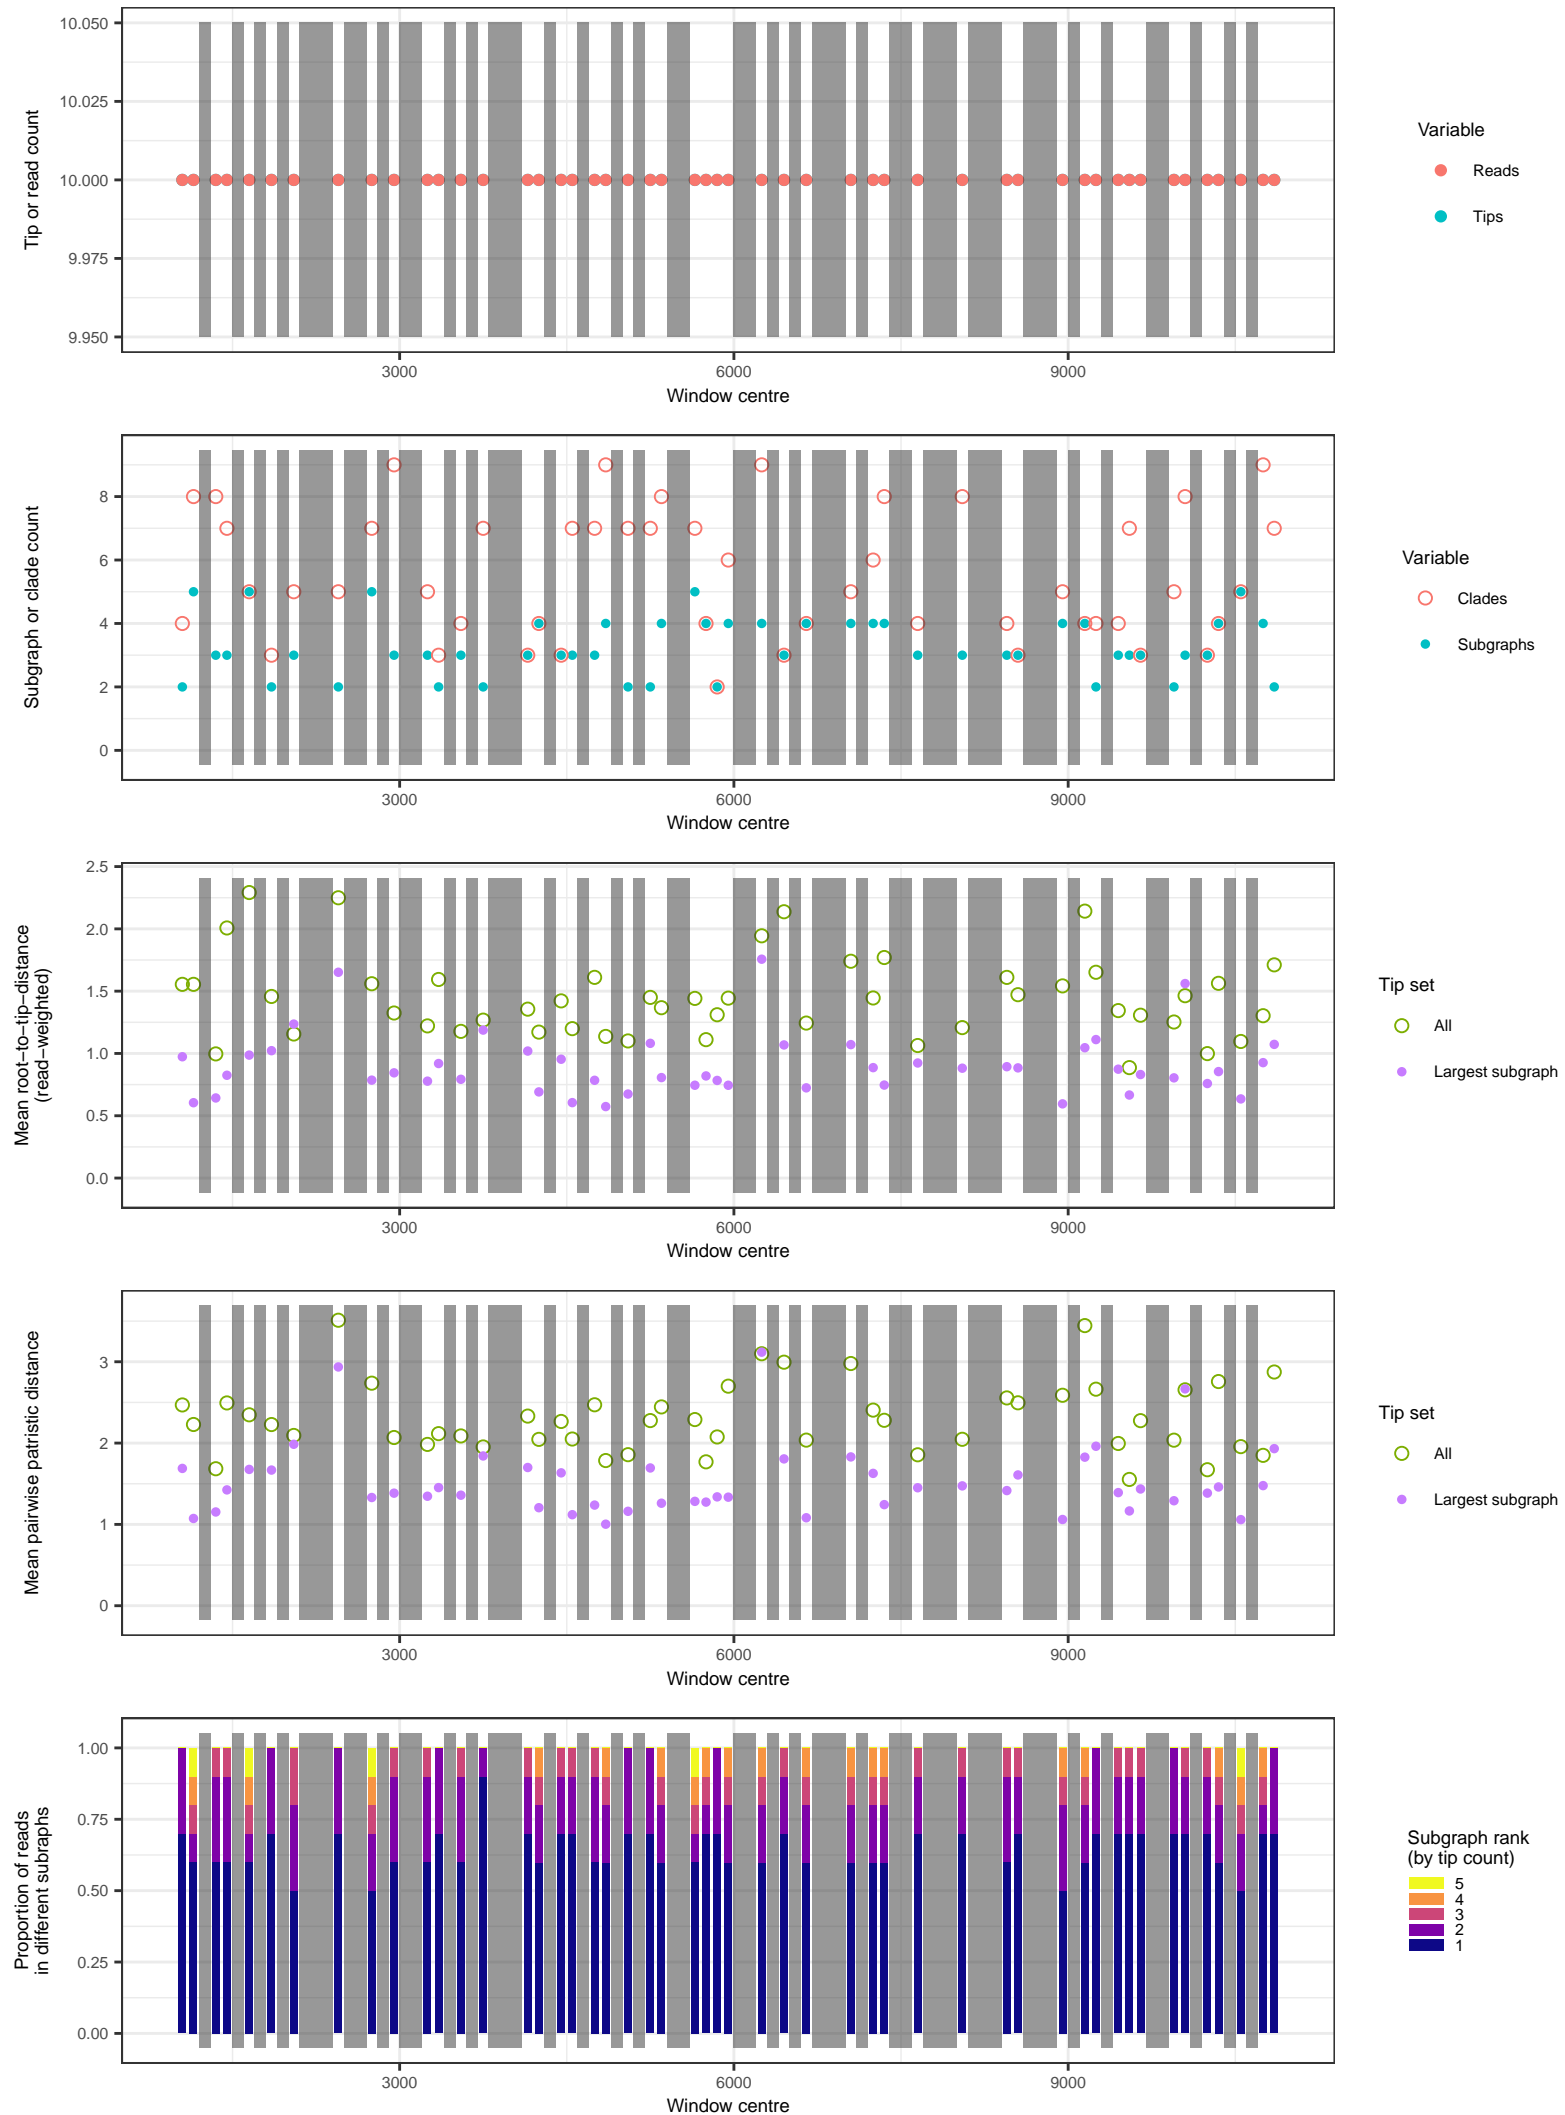 10.050
10.025
10.000
9.975
9.950
Tip or read count
3000
6000
9000
Window centre
Variable
Reads
Tips
8
6
4
2
0
Subgraph or clade count
3000
6000
9000
Window centre
Variable
Clades
Subgraphs
2.5
2.0
1.5
1.0
0.5
0.0
Mean root−to−tip−distance
(read−weighted)
3000
6000
9000
Window centre
Tip set
All
Largest subgraph
3
2
1
0
Mean pairwise patristic distance
3000
6000
9000
Window centre
Tip set
All
Largest subgraph
1.00
0.75
0.50
0.25
0.00
Proportion of reads
in different subraphs
3000
6000
9000
Window centre
Subgraph rank
(by tip count)
5
4
3
2
1